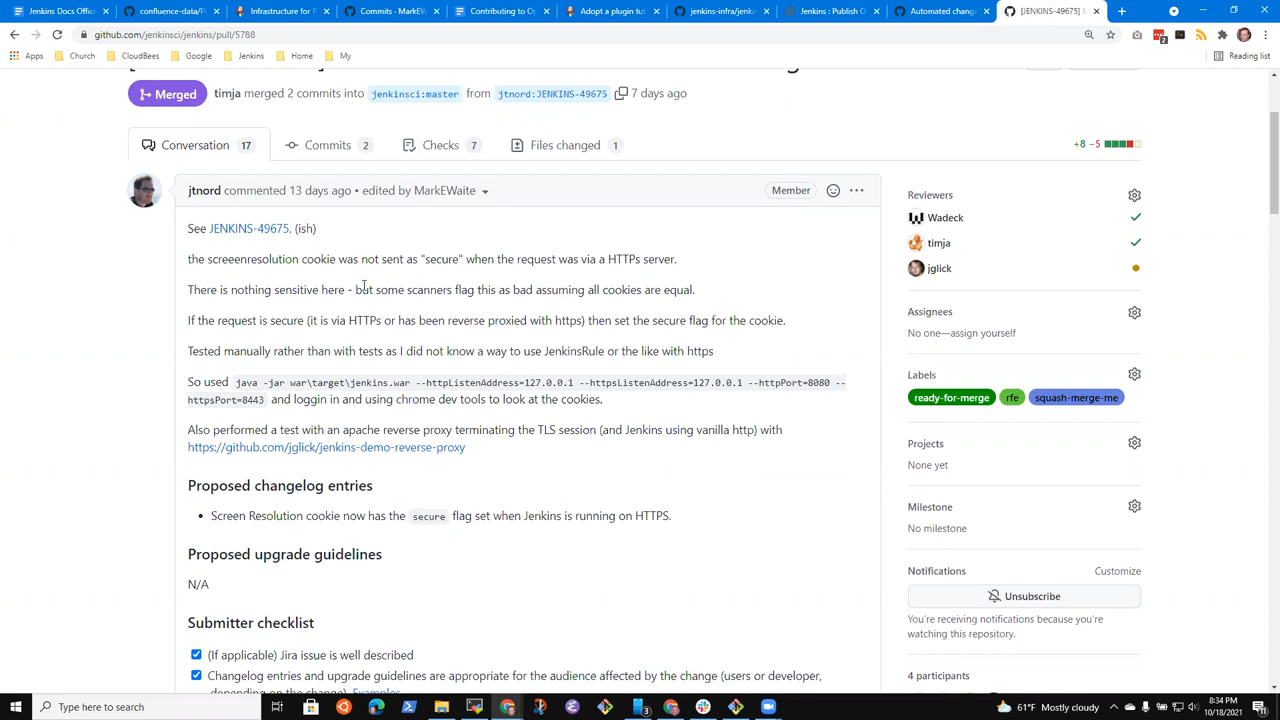 Jenkins Docs Offic
confluence-data/Pu
Infrastructure for P
Commits · MarkEWa
Contributing to Op
Adopt a plugin tut
jenkins-infra/jenki
Jenkins : Publish O
Automated change
[JENKINS-49675] M
github.com/jenkinsci/jenkins/pull/5788
2
Apps
Church
CloudBees
Google
Jenkins
Home
My
Reading list
Merged
timja merged 2 commits into jenkinsci:master from jtnord:JENKINS-49675 7 days ago
Conversation 17
Commits 2
Checks 7
Files changed 1
+8 −5
jtnord commented 13 days ago • edited by MarkEWaite
Member
See JENKINS-49675. (ish)
the screeenresolution cookie was not sent as "secure" when the request was via a HTTPs server.
There is nothing sensitive here - but some scanners flag this as bad assuming all cookies are equal.
If the request is secure (it is via HTTPs or has been reverse proxied with https) then set the secure flag for the cookie.
Tested manually rather than with tests as I did not know a way to use JenkinsRule or the like with https
So used java -jar war\target\jenkins.war --httpListenAddress=127.0.0.1 --httpsListenAddress=127.0.0.1 --httpPort=8080 --
httpsPort=8443 and loggin in and using chrome dev tools to look at the cookies.
Also performed a test with an apache reverse proxy terminating the TLS session (and Jenkins using vanilla http) with
https://github.com/jglick/jenkins-demo-reverse-proxy
Proposed changelog entries
• Screen Resolution cookie now has the secure flag set when Jenkins is running on HTTPS.
Proposed upgrade guidelines
N/A
Submitter checklist
(If applicable) Jira issue is well described
Changelog entries and upgrade guidelines are appropriate for the audience affected by the change (users or developer,
depending on the change). Examples
Reviewers
Wadeck
timja
jglick
Assignees
No one—assign yourself
Labels
ready-for-merge
rfe
squash-merge-me
Projects
None yet
Milestone
No milestone
Notifications
Customize
Unsubscribe
You're receiving notifications because you're
watching this repository.
4 participants
Type here to search
3
61°F Mostly cloudy
8:34 PM
10/18/2021
11